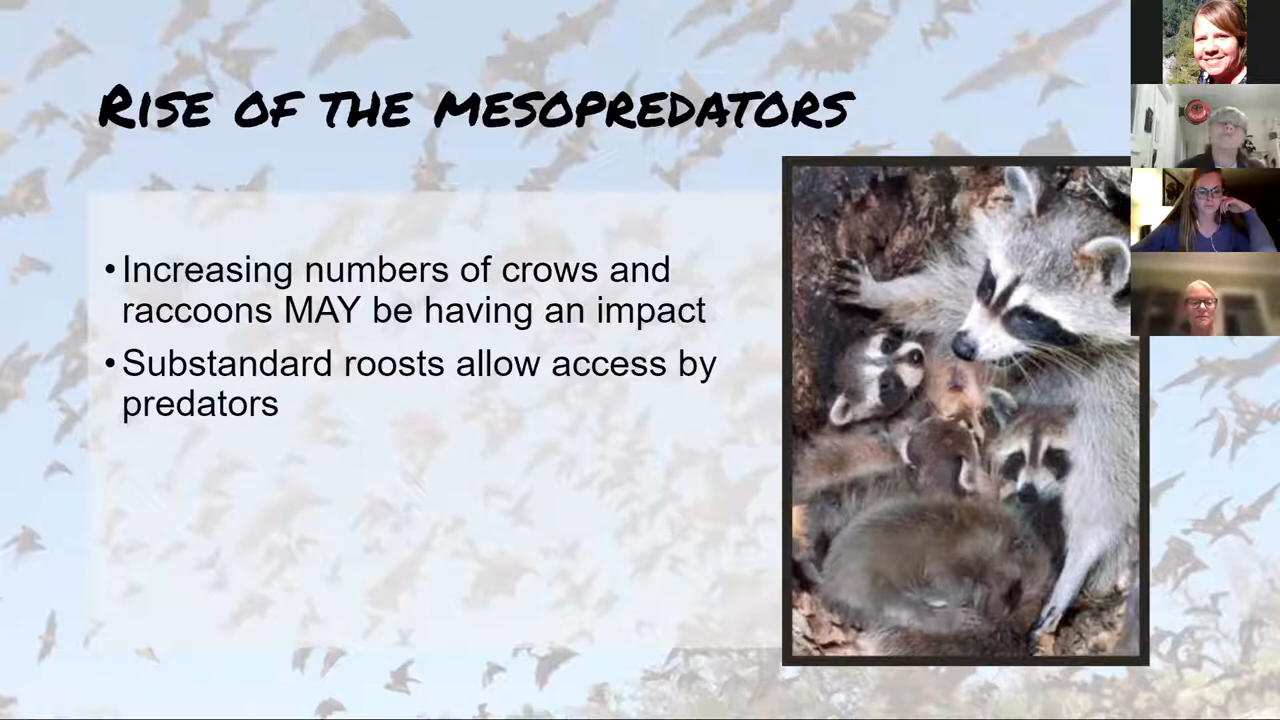 RISE OF THE MESOPREDATORS
• Increasing numbers of crows and
raccoons MAY be having an impact
• Substandard roosts allow access by
predators